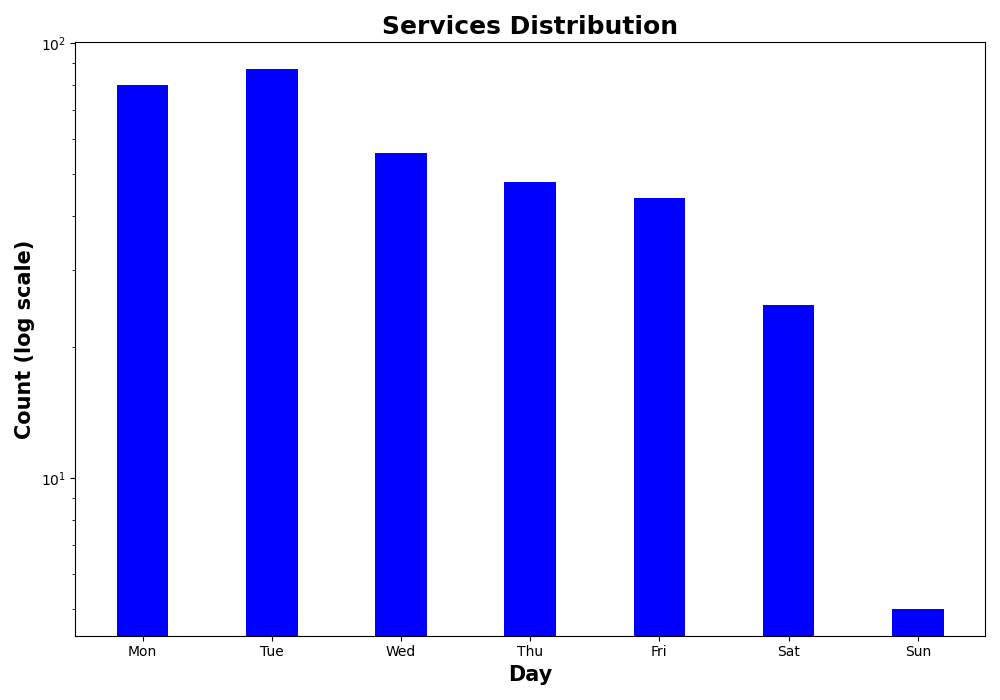 Services Distribution
Count (log scale)
10²
10¹
Mon Tue Wed Thu Fri Sat Sun
Day